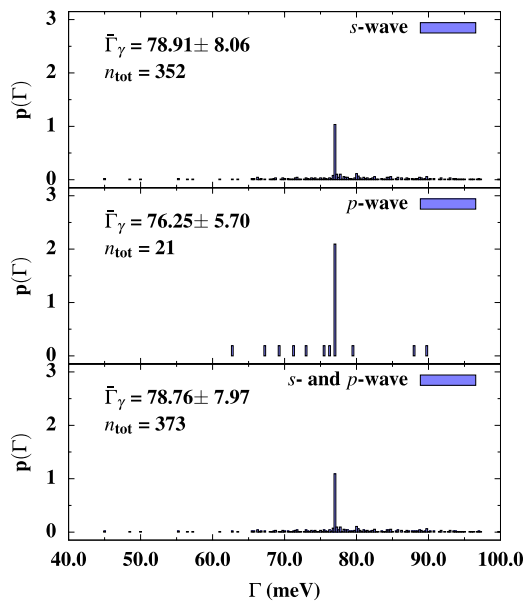 3
s-wave
Γ̄γ = 78.91± 8.06
2
ntot = 352
p(Γ)
1
0
3
p-wave
Γ̄γ = 76.25± 5.70
2
ntot = 21
p(Γ)
1
0
3
s- and p-wave
Γ̄γ = 78.76± 7.97
2
ntot = 373
p(Γ)
1
0
40.0 50.0 60.0 70.0 80.0 90.0 100.0
Γ (meV)